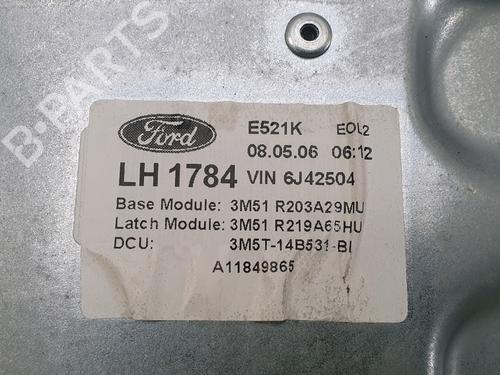 B-PARTS
Ford
E521K EOL2
08.05.06 06:12
LH 1784 VIN 6J42504
Base Module: 3M51 R203A29MU
Latch Module: 3M51 R219A65HU
DCU: 3M5T-14B531-BI
A11849865